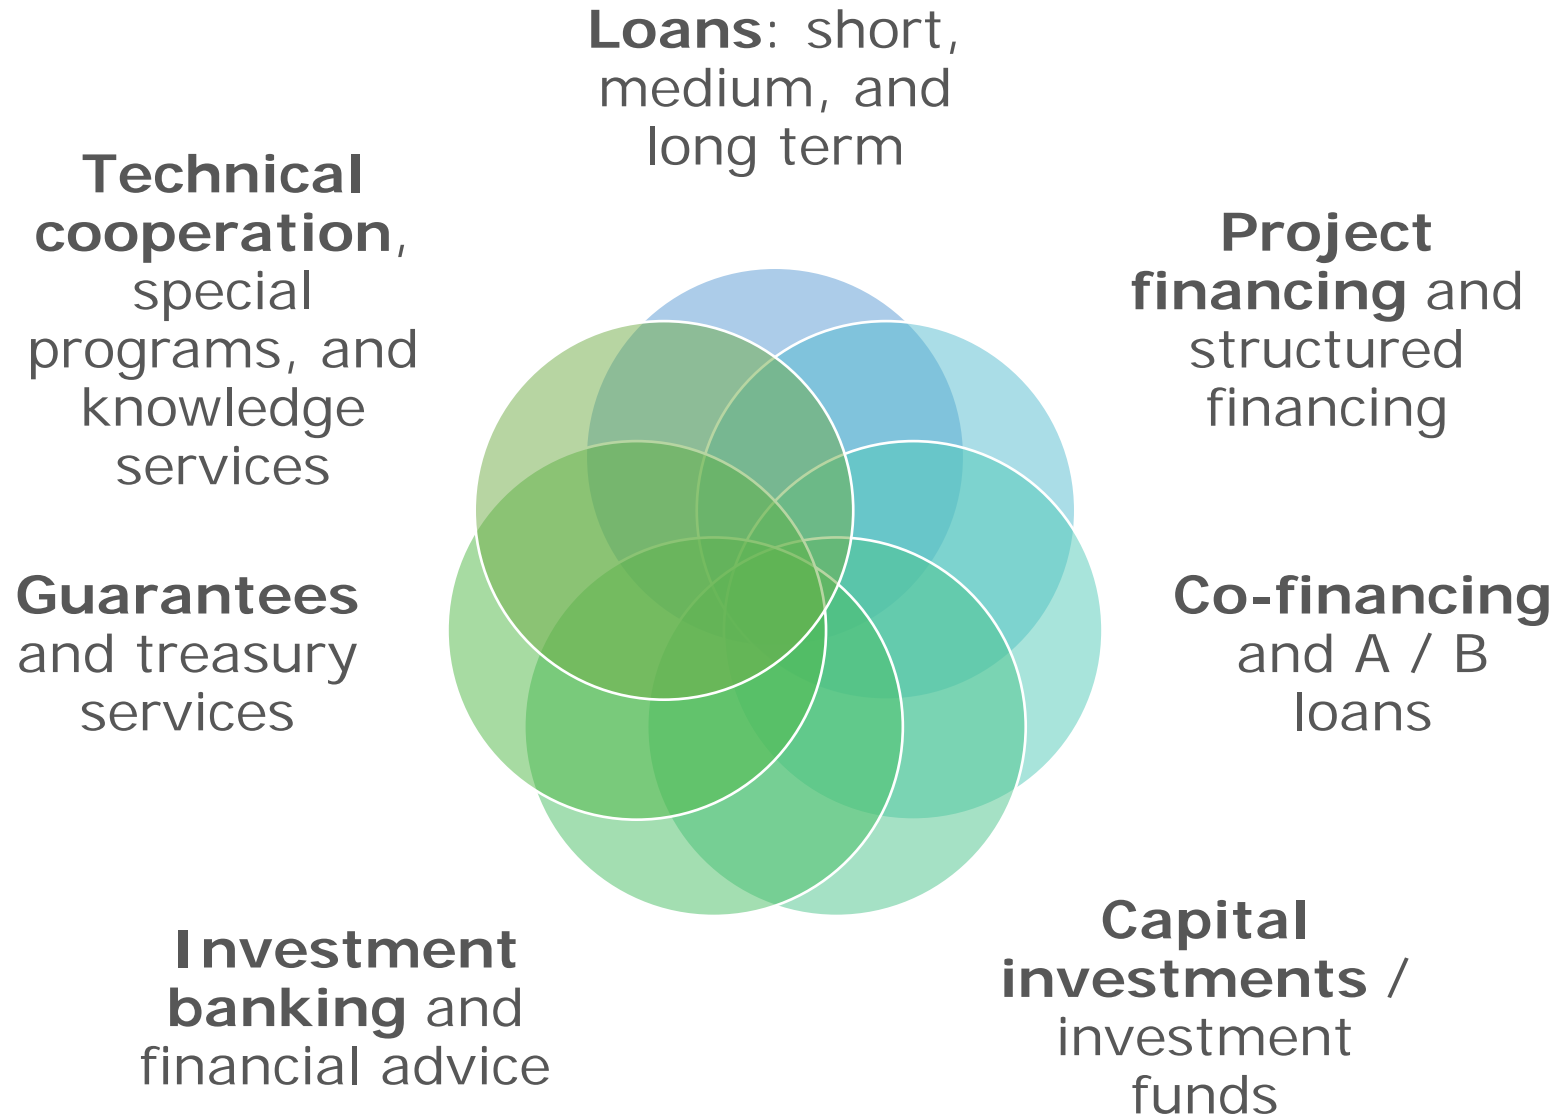 Loans: short,
medium, and
long term
Project
financing and
structured
financing
Co-financing
and A / B
loans
Capital
investments /
investment
funds
Investment
banking and
financial advice
Guarantees
and treasury
services
Technical
cooperation,
special
programs, and
knowledge
services